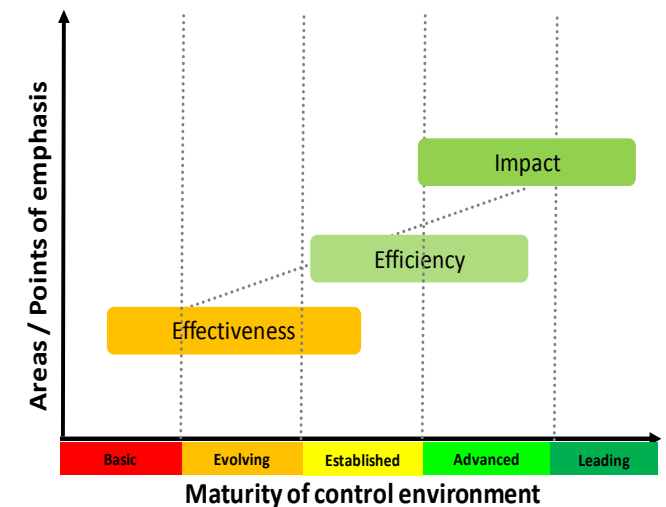 Areas / Points of emphasis
Impact
Efficiency
Effectiveness
Basic Evolving Established Advanced Leading
Maturity of control environment